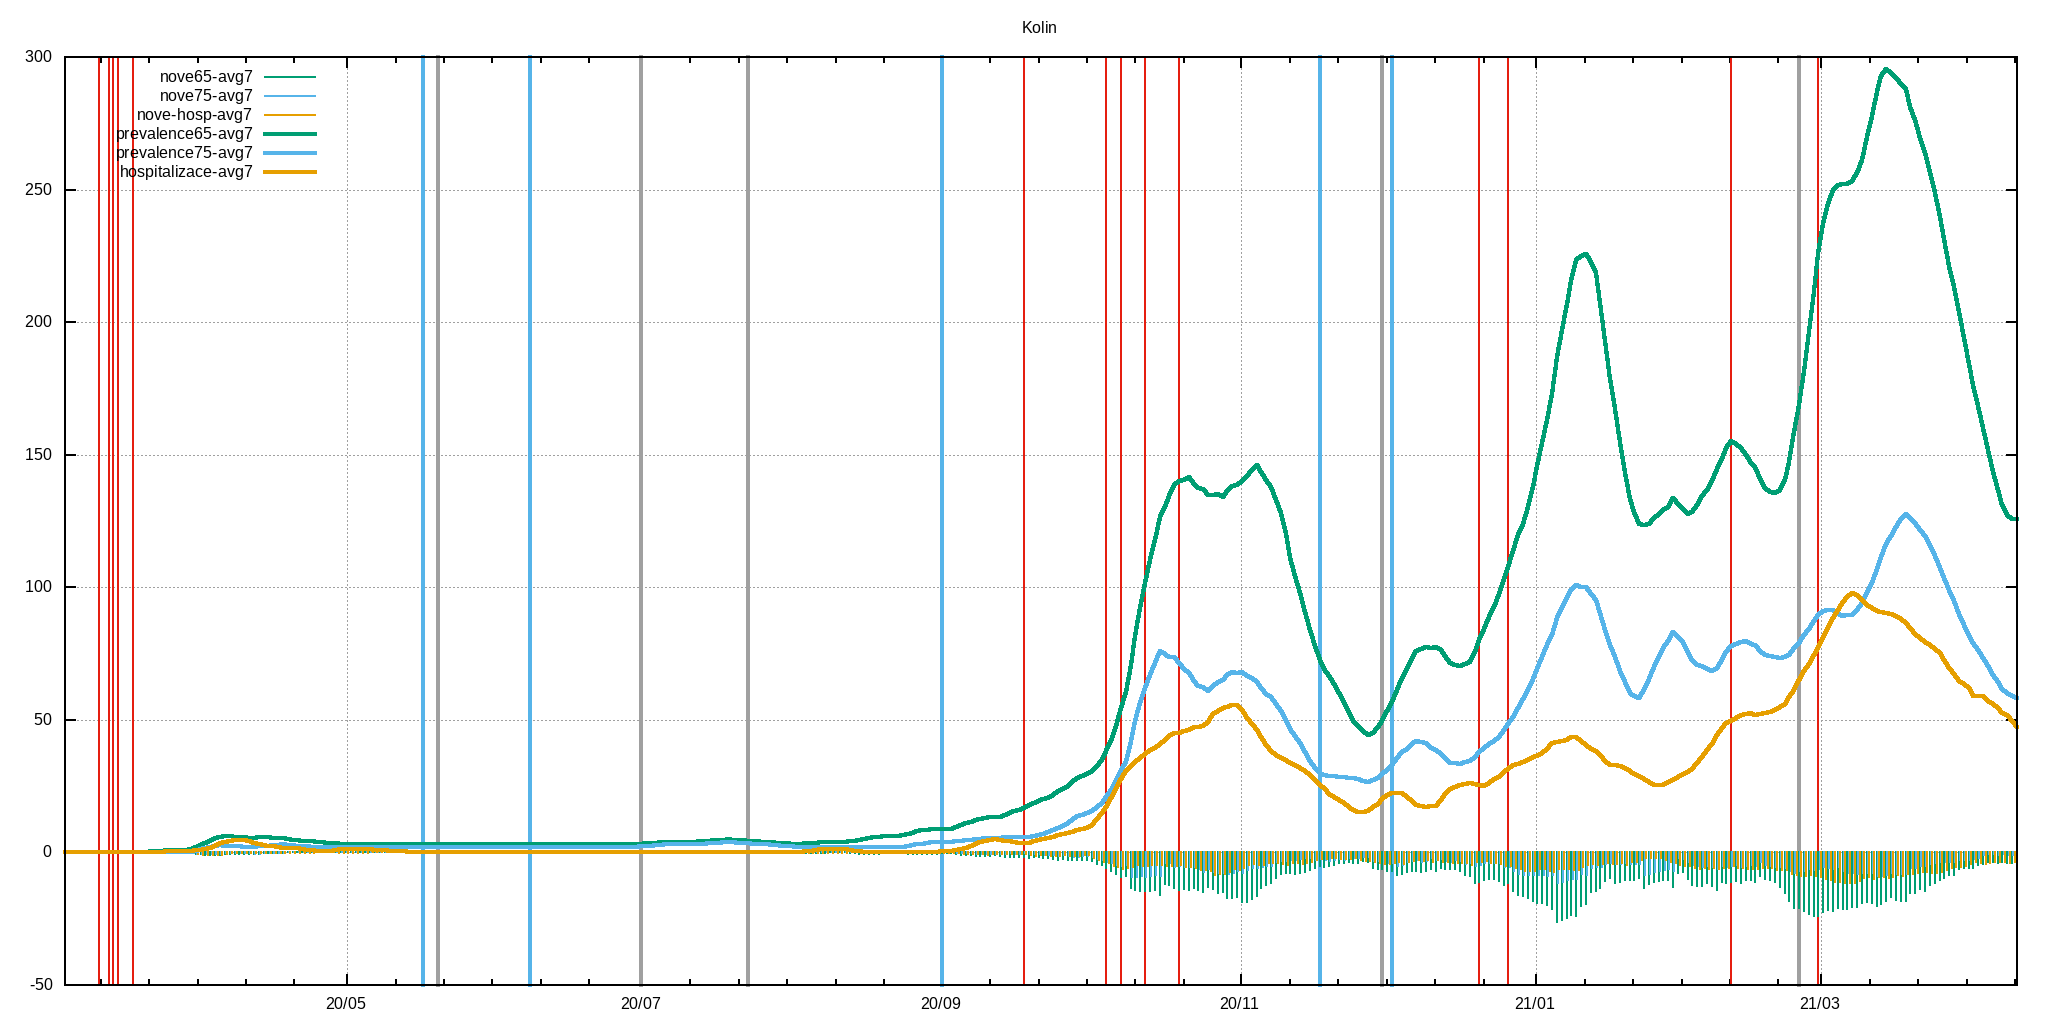 Kolin
300
nove65-avg7
nove75-avg7
nove-hosp-avg7
prevalence65-avg7
prevalence75-avg7
hospitalizace-avg7
250
200
150
100
50
0
-50
20/05
20/07
20/09
20/11
21/01
21/03